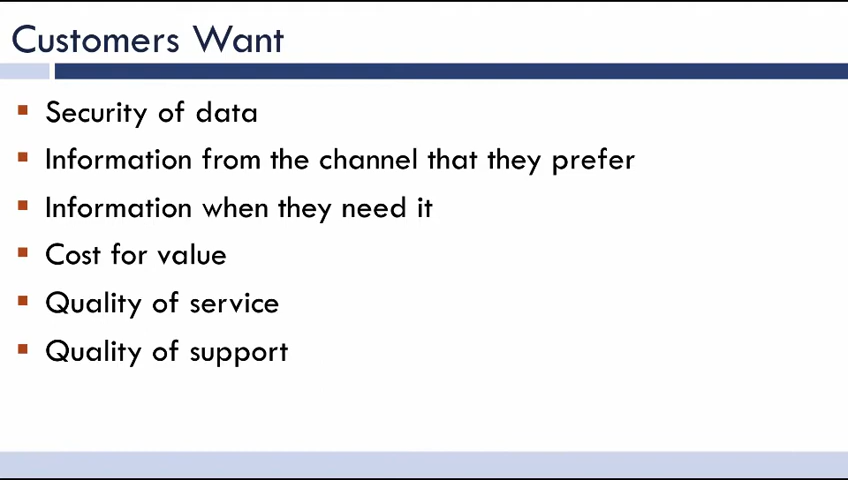 Customers Want
Security of data
Information from the channel that they prefer
Information when they need it
Cost for value
Quality of service
Quality of support